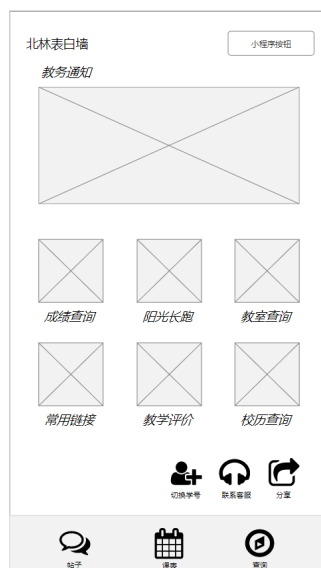 北林表白墙
小程序按钮
教务通知
成绩查询
阳光长跑
教室查询
常用链接
教学评价
校历查询
切换学号
联系客服
分享
帖子
课表
查询